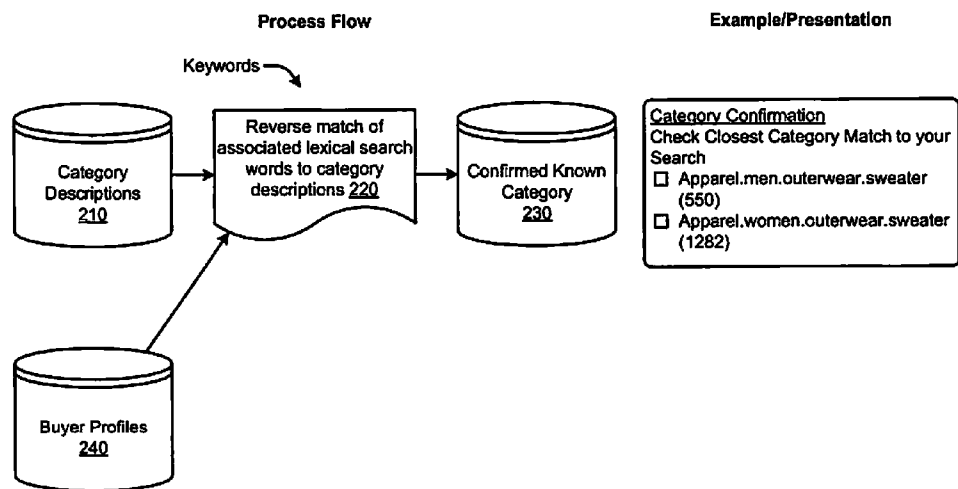 Process Flow
Example/Presentation
Keywords
Category
Descriptions
210
Reverse match of
associated lexical search
words to category
descriptions 220
Confirmed Known
Category
230
Category Confirmation
Check Closest Category Match to your
Search
Apparel.men.outerwear.sweater
(550)
Apparel.women.outerwear.sweater
(1282)
Buyer Profiles
240